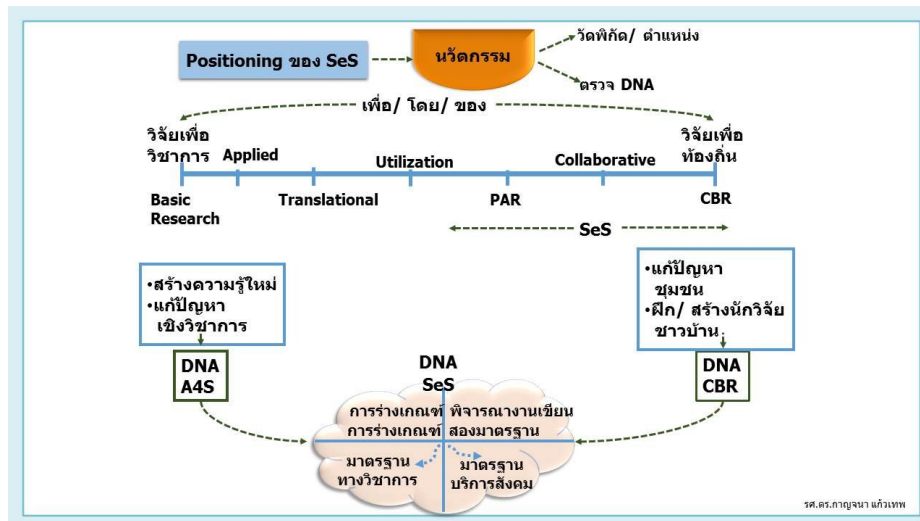 Positioning ของ SeS
นวัตกรรม
วัดพิกัด/ ตำแหน่ง
ตรวจ DNA
เพื่อ/ โดย/ ของ
วิจัยเพื่อ
วิชาการ
Applied
Utilization
Collaborative
วิจัยเพื่อ
ท้องถิ่น
Basic
Research
Translational
PAR
CBR
SeS
•สร้างความรู้ใหม่
•แก้ปัญหา
เชิงวิชาการ
•แก้ปัญหา
ชุมชน
•ฝึก/ สร้างนักวิจัย
ชาวบ้าน
DNA
A4S
DNA
SeS
DNA
CBR
การร่างเกณฑ์
การร่างเกณฑ์
พิจารณางานเขียน
สองมาตรฐาน
มาตรฐาน
ทางวิชาการ
มาตรฐาน
บริการสังคม
รศ.ดร.กาญจนา แก้วเทพ